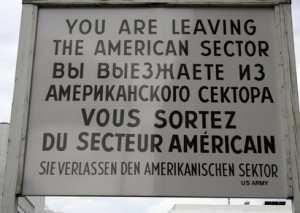 YOU ARE LEAVING
THE AMERICAN SECTOR
ВЫ ВЫЕЗЖАЕТЕ ИЗ
АМЕРИКАНСКОГО СЕКТОРА
VOUS SORTEZ
DU SECTEUR AMÉRICAIN
SIE VERLASSEN DEN AMERIKANISCHEN SEKTOR
US ARMY